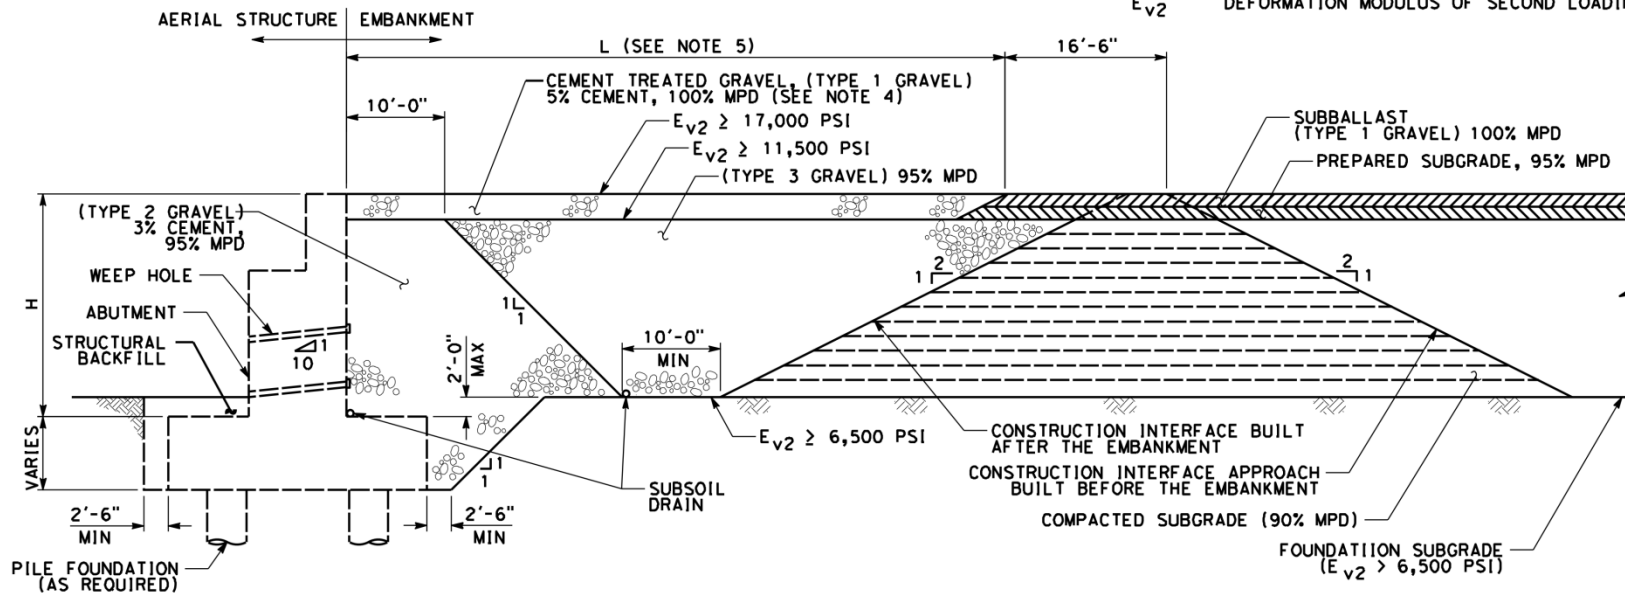 E v2 DEFORMATION MODULUS OF SECOND LOADIN
AERIAL STRUCTURE EMBANKMENT
L (SEE NOTE 5)
16'-6"
10'-0"
CEMENT TREATED GRAVEL, (TYPE 1 GRAVEL)
5% CEMENT, 100% MPD (SEE NOTE 4)
E v2 ≥ 17,000 PSI
E v2 ≥ 11,500 PSI
(TYPE 3 GRAVEL) 95% MPD
SUBBALLAST
(TYPE 1 GRAVEL) 100% MPD
PREPARED SUBGRADE, 95% MPD
(TYPE 2 GRAVEL)
3% CEMENT,
95% MPD
WEEP HOLE
ABUTMENT
STRUCTURAL
BACKFILL
H
VARIES
1
10
1
1
2'-0"
MAX
10'-0"
MIN
2
1
2
1
E v2 ≥ 6,500 PSI
1
1
SUBSOIL
DRAIN
2'-6"
MIN
2'-6"
MIN
PILE FOUNDATION
(AS REQUIRED)
CONSTRUCTION INTERFACE BUILT
AFTER THE EMBANKMENT
CONSTRUCTION INTERFACE APPROACH
BUILT BEFORE THE EMBANKMENT
COMPACTED SUBGRADE (90% MPD)
FOUNDATIION SUBGRADE
(E v2 > 6,500 PSI)